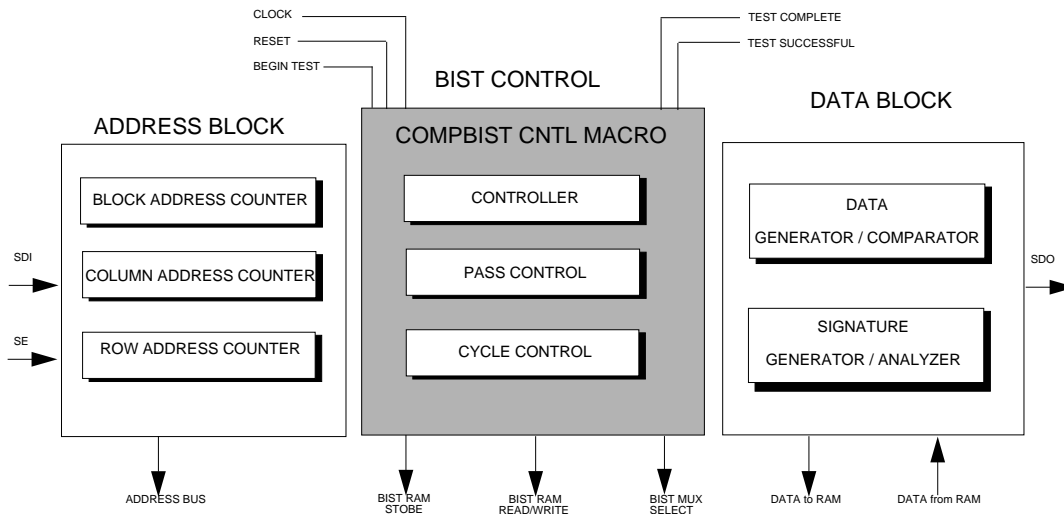 CLOCK
RESET
BEGIN TEST
TEST COMPLETE
TEST SUCCESSFUL
BIST CONTROL
DATA BLOCK
ADDRESS BLOCK
COMPBIST CNTL MACRO
BLOCK ADDRESS COUNTER
COLUMN ADDRESS COUNTER
ROW ADDRESS COUNTER
CONTROLLER
PASS CONTROL
CYCLE CONTROL
DATA
GENERATOR / COMPARATOR
SIGNATURE
GENERATOR / ANALYZER
SDI
SE
SDO
ADDRESS BUS
BIST RAM
STOBE
BIST RAM
READ/WRITE
BIST MUX
SELECT
DATA to RAM
DATA from RAM